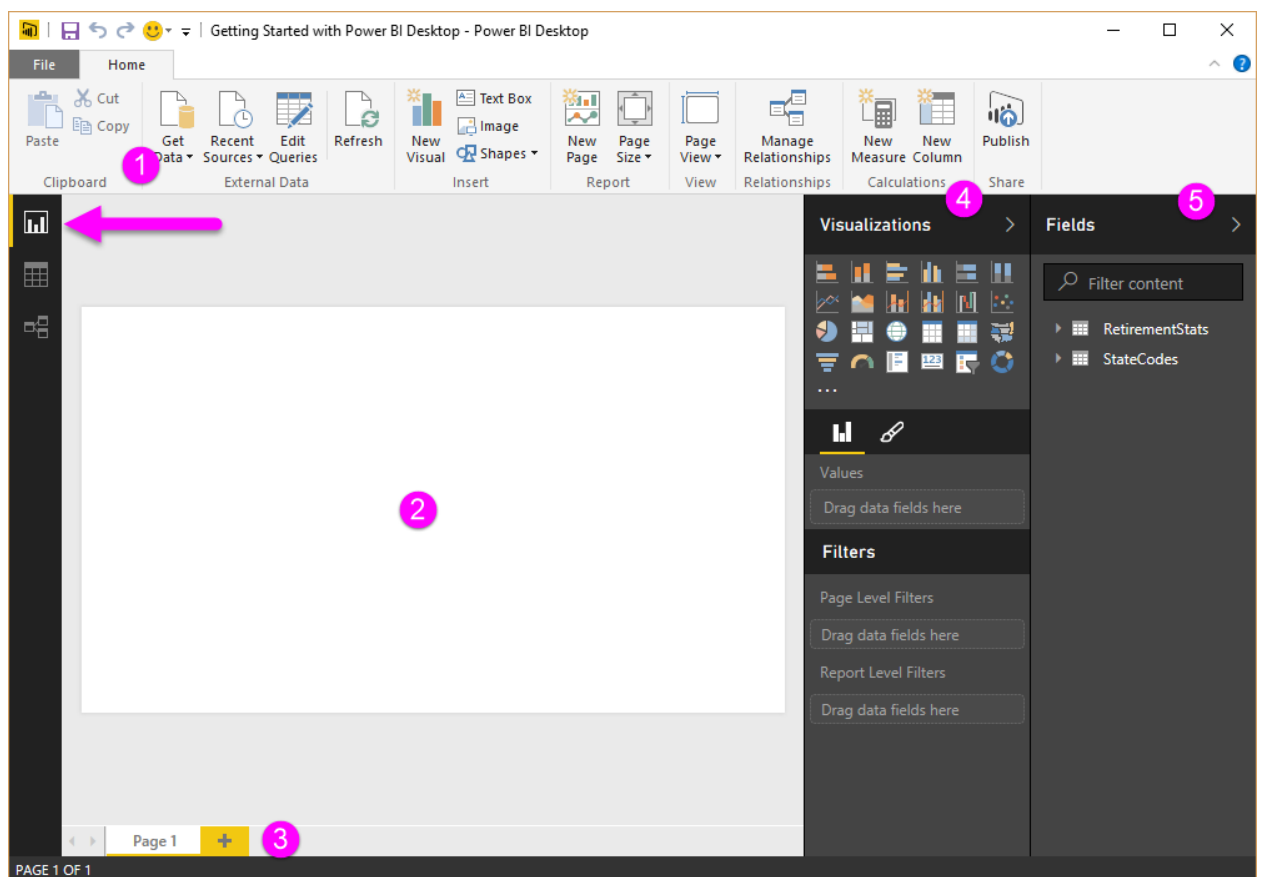 Getting Started with Power BI Desktop - Power BI Desktop
File Home
Paste
Cut
Copy
Clipboard
1
Get Data
Recent Sources
Edit Queries
Refresh
External Data
New Visual
Text Box
Image
Shapes
Insert
New Page
Page Size
Report
Page View
View
Manage Relationships
Relationships
New Measure
New Column
Calculations
Publish
Share
4
5
Visualizations
Fields
Filter content
RetirementStats
StateCodes
123
Values
Drag data fields here
2
Filters
Page Level Filters
Drag data fields here
Report Level Filters
Drag data fields here
Page 1
3
PAGE 1 OF 1